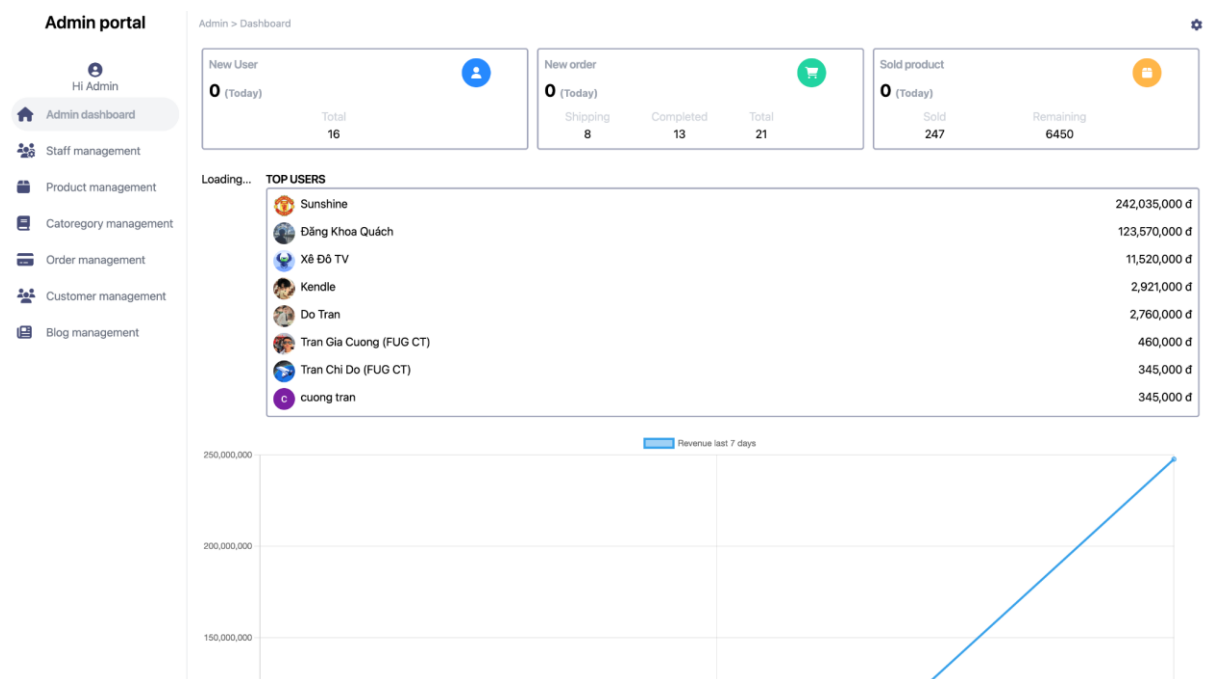 Admin portal
Hi Admin
Admin dashboard
Staff management
Product management
Catoregory management
Order management
Customer management
Blog management
Admin > Dashboard
New User
0 (Today)
Total
16
New order
0 (Today)
Shipping Completed Total
8 13 21
Sold product
0 (Today)
Sold Remaining
247 6450
Loading...
TOP USERS
Sunshine 242,035,000 đ
Đăng Khoa Quách 123,570,000 đ
Xê Đô TV 11,520,000 đ
Kendle 2,921,000 đ
Do Tran 2,760,000 đ
Tran Gia Cuong (FUG CT) 460,000 đ
Tran Chi Do (FUG CT) 345,000 đ
c cuong tran 345,000 đ
Revenue last 7 days
250,000,000
200,000,000
150,000,000